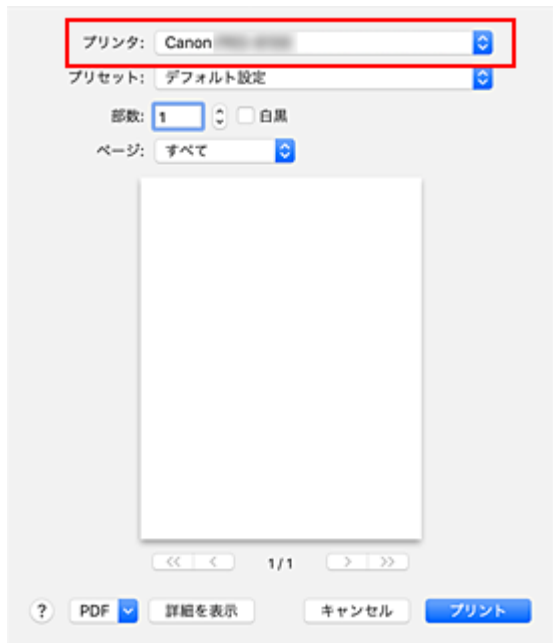 プリンタ: Canon
プリセット: デフォルト設定
部数: 1 白黒
ページ: すべて
<< < 1/1 > >>
? PDF 詳細を表示 キャンセル プリント